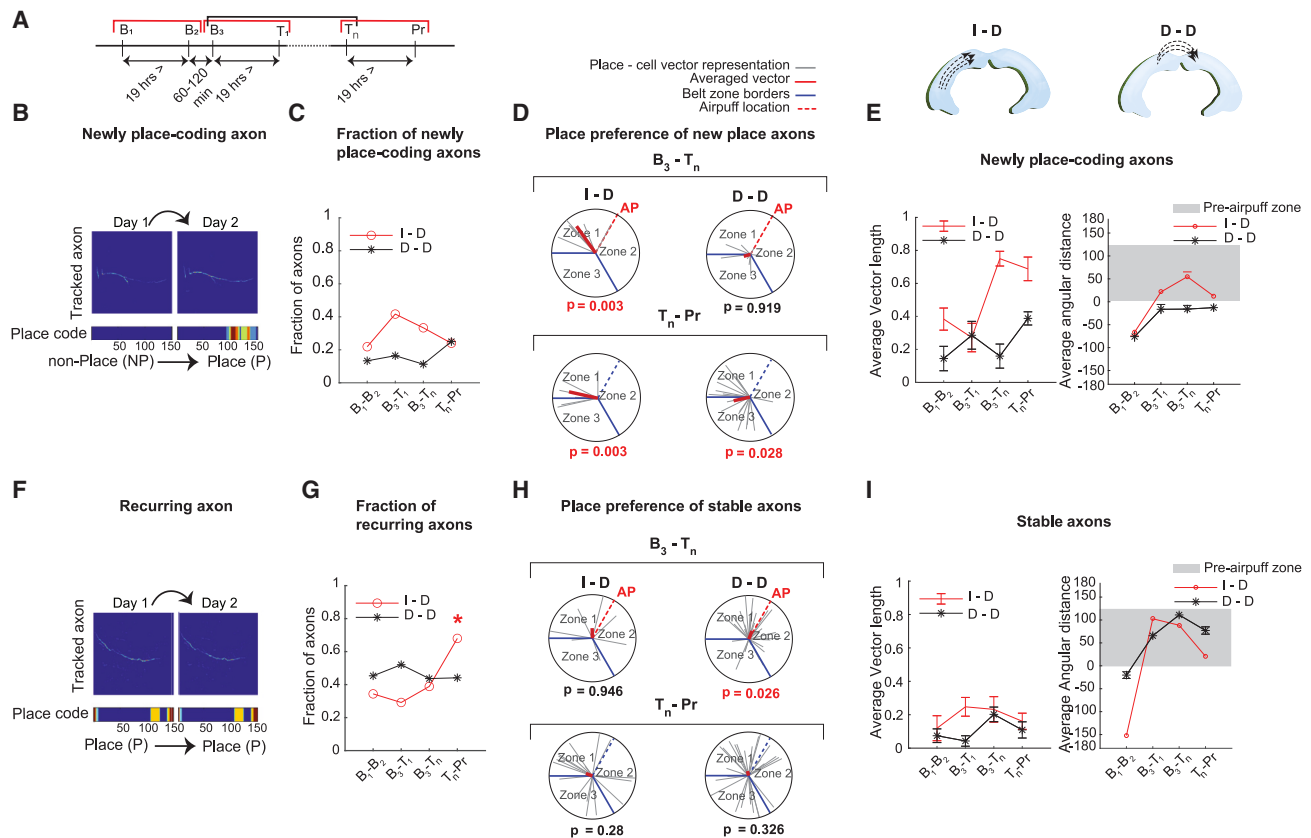 A
B₁ B₂ B₃ T₁ Tₙ Pr
19 hrs > 60-120 min 19 hrs > 19 hrs >
Place - cell vector representation
Averaged vector
Belt zone borders
Airpuff location
I - D D - D
B Newly place-coding axon
Day 1 Day 2
Tracked axon
Place code
50 100 150 50 100 150
non-Place (NP) Place (P)
C Fraction of newly
place-coding axons
I - D
D - D
Fraction of axons
1
0.8
0.6
0.4
0.2
0
B₁-B₂ B₃-T₁ B₃-Tₙ Tₙ-Pr
D Place preference of new place axons
B₃ - Tₙ
I - D D - D
AP AP
Zone 1 Zone 2 Zone 3
Zone 1 Zone 2 Zone 3
p = 0.003 p = 0.919
Tₙ- Pr
Zone 1 Zone 2 Zone 3
Zone 1 Zone 2 Zone 3
p = 0.003 p = 0.028
E
Newly place-coding axons
I - D
D - D
Average Vector length
1
0.8
0.6
0.4
0.2
0
B₁-B₂ B₃-T₁ B₃-Tₙ Tₙ-Pr
Pre-airpuff zone
I - D
D - D
Average angular distance
180
150
100
50
0
-50
-100
-150
-180
B₁-B₂ B₃-T₁ B₃-Tₙ Tₙ-Pr
F Recurring axon
Day 1 Day 2
Tracked axon
Place code
50 100 150 50 100 150
Place (P) Place (P)
G Fraction of
recurring axons
I - D
D - D
*
Fraction of axons
1
0.8
0.6
0.4
0.2
0
B₁-B₂ B₃-T₁ B₃-Tₙ Tₙ-Pr
H Place preference of stable axons
B₃ - Tₙ
I - D D - D
AP AP
Zone 1 Zone 2 Zone 3
Zone 1 Zone 2 Zone 3
p = 0.946 p = 0.026
Tₙ- Pr
Zone 1 Zone 2 Zone 3
Zone 1 Zone 2 Zone 3
p = 0.28 p = 0.326
I
Stable axons
I - D
D - D
Average Vector length
1
0.8
0.6
0.4
0.2
0
B₁-B₂ B₃-T₁ B₃-Tₙ Tₙ-Pr
Pre-airpuff zone
I - D
D - D
Average Angular distance
180
150
100
50
0
-50
-100
-150
-180
B₁-B₂ B₃-T₁ B₃-Tₙ Tₙ-Pr